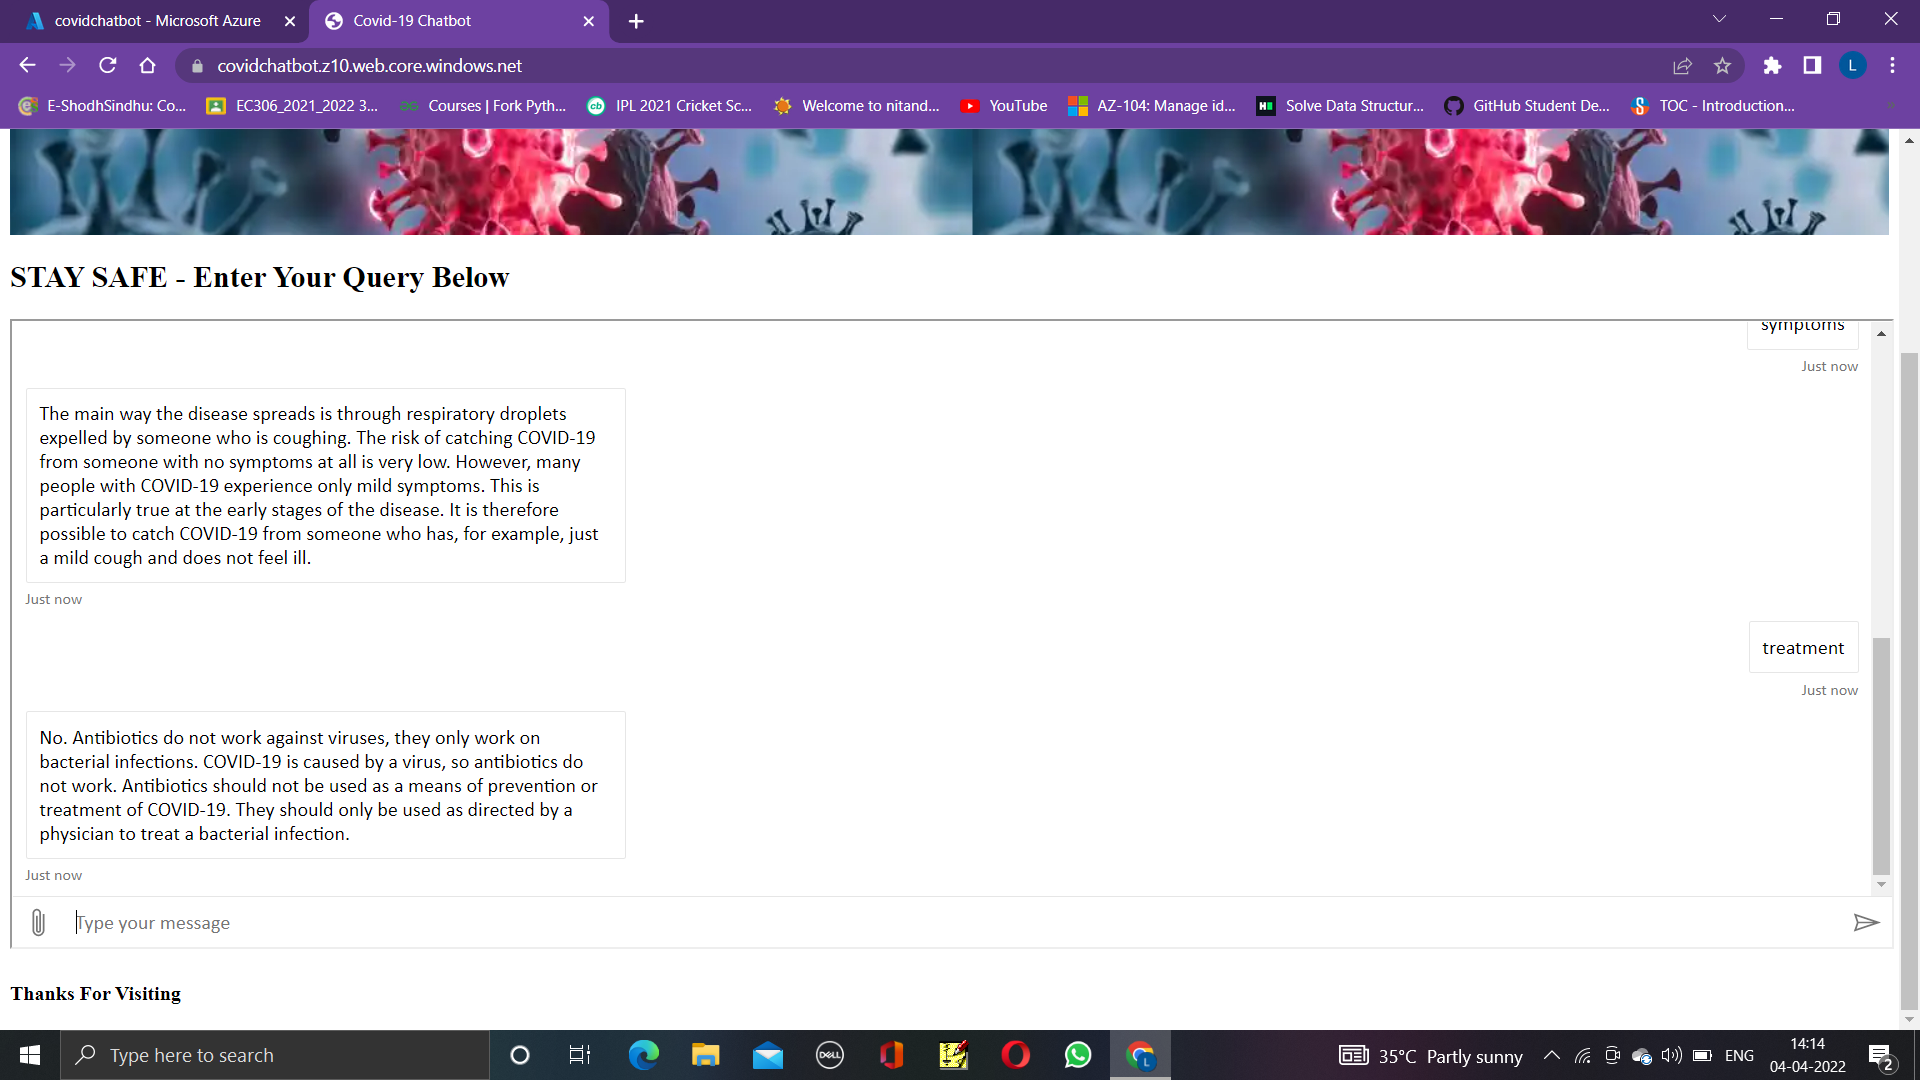 covidchatbot - Microsoft Azure
Covid-19 Chatbot
covidchatbot.z10.web.core.windows.net
L
E-ShodhSindhu: Co...
EC306_2021_2022 3...
Courses | Fork Pyth...
IPL 2021 Cricket Sc...
Welcome to nitand...
YouTube
AZ-104: Manage id...
Solve Data Structur...
GitHub Student De...
TOC - Introduction...
STAY SAFE - Enter Your Query Below
symptoms
Just now
The main way the disease spreads is through respiratory droplets
expelled by someone who is coughing. The risk of catching COVID-19
from someone with no symptoms at all is very low. However, many
people with COVID-19 experience only mild symptoms. This is
particularly true at the early stages of the disease. It is therefore
possible to catch COVID-19 from someone who has, for example, just
a mild cough and does not feel ill.
Just now
treatment
Just now
No. Antibiotics do not work against viruses, they only work on
bacterial infections. COVID-19 is caused by a virus, so antibiotics do
not work. Antibiotics should not be used as a means of prevention or
treatment of COVID-19. They should only be used as directed by a
physician to treat a bacterial infection.
Just now
Type your message
Thanks For Visiting
Type here to search
DELL
L
35°C Partly sunny
ENG
14:14
04-04-2022
2